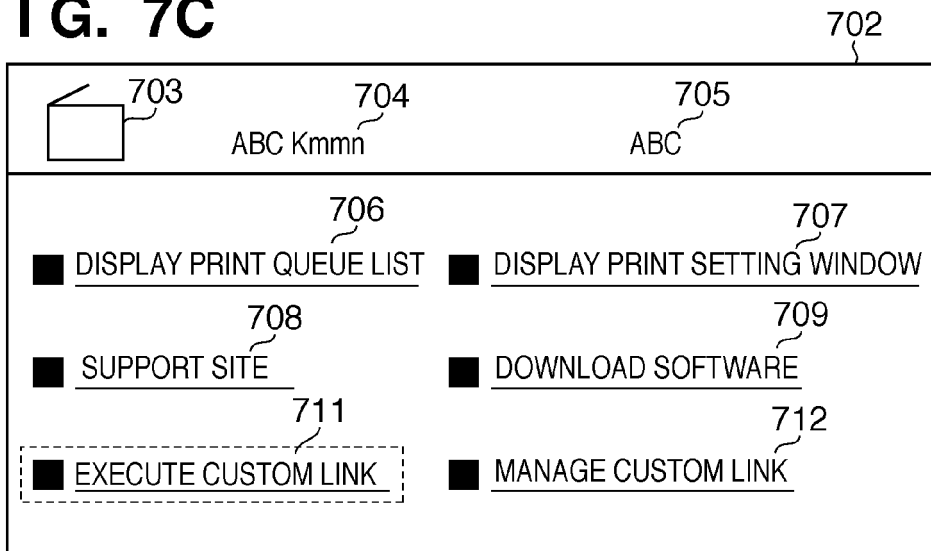 IG. 7C
702
703 704 705
ABC Kmmn ABC
706 707
DISPLAY PRINT QUEUE LIST DISPLAY PRINT SETTING WINDOW
708 709
SUPPORT SITE DOWNLOAD SOFTWARE
711 712
EXECUTE CUSTOM LINK MANAGE CUSTOM LINK